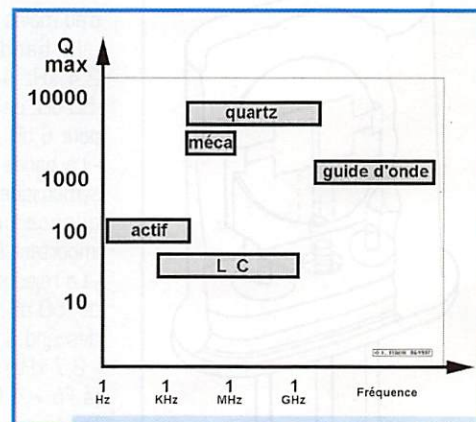 Q
max
10000
quartz
méca
1000
guide d'onde
100
actif
L C
10
1 1 1 1
Hz KHz MHz GHz
Fréquence